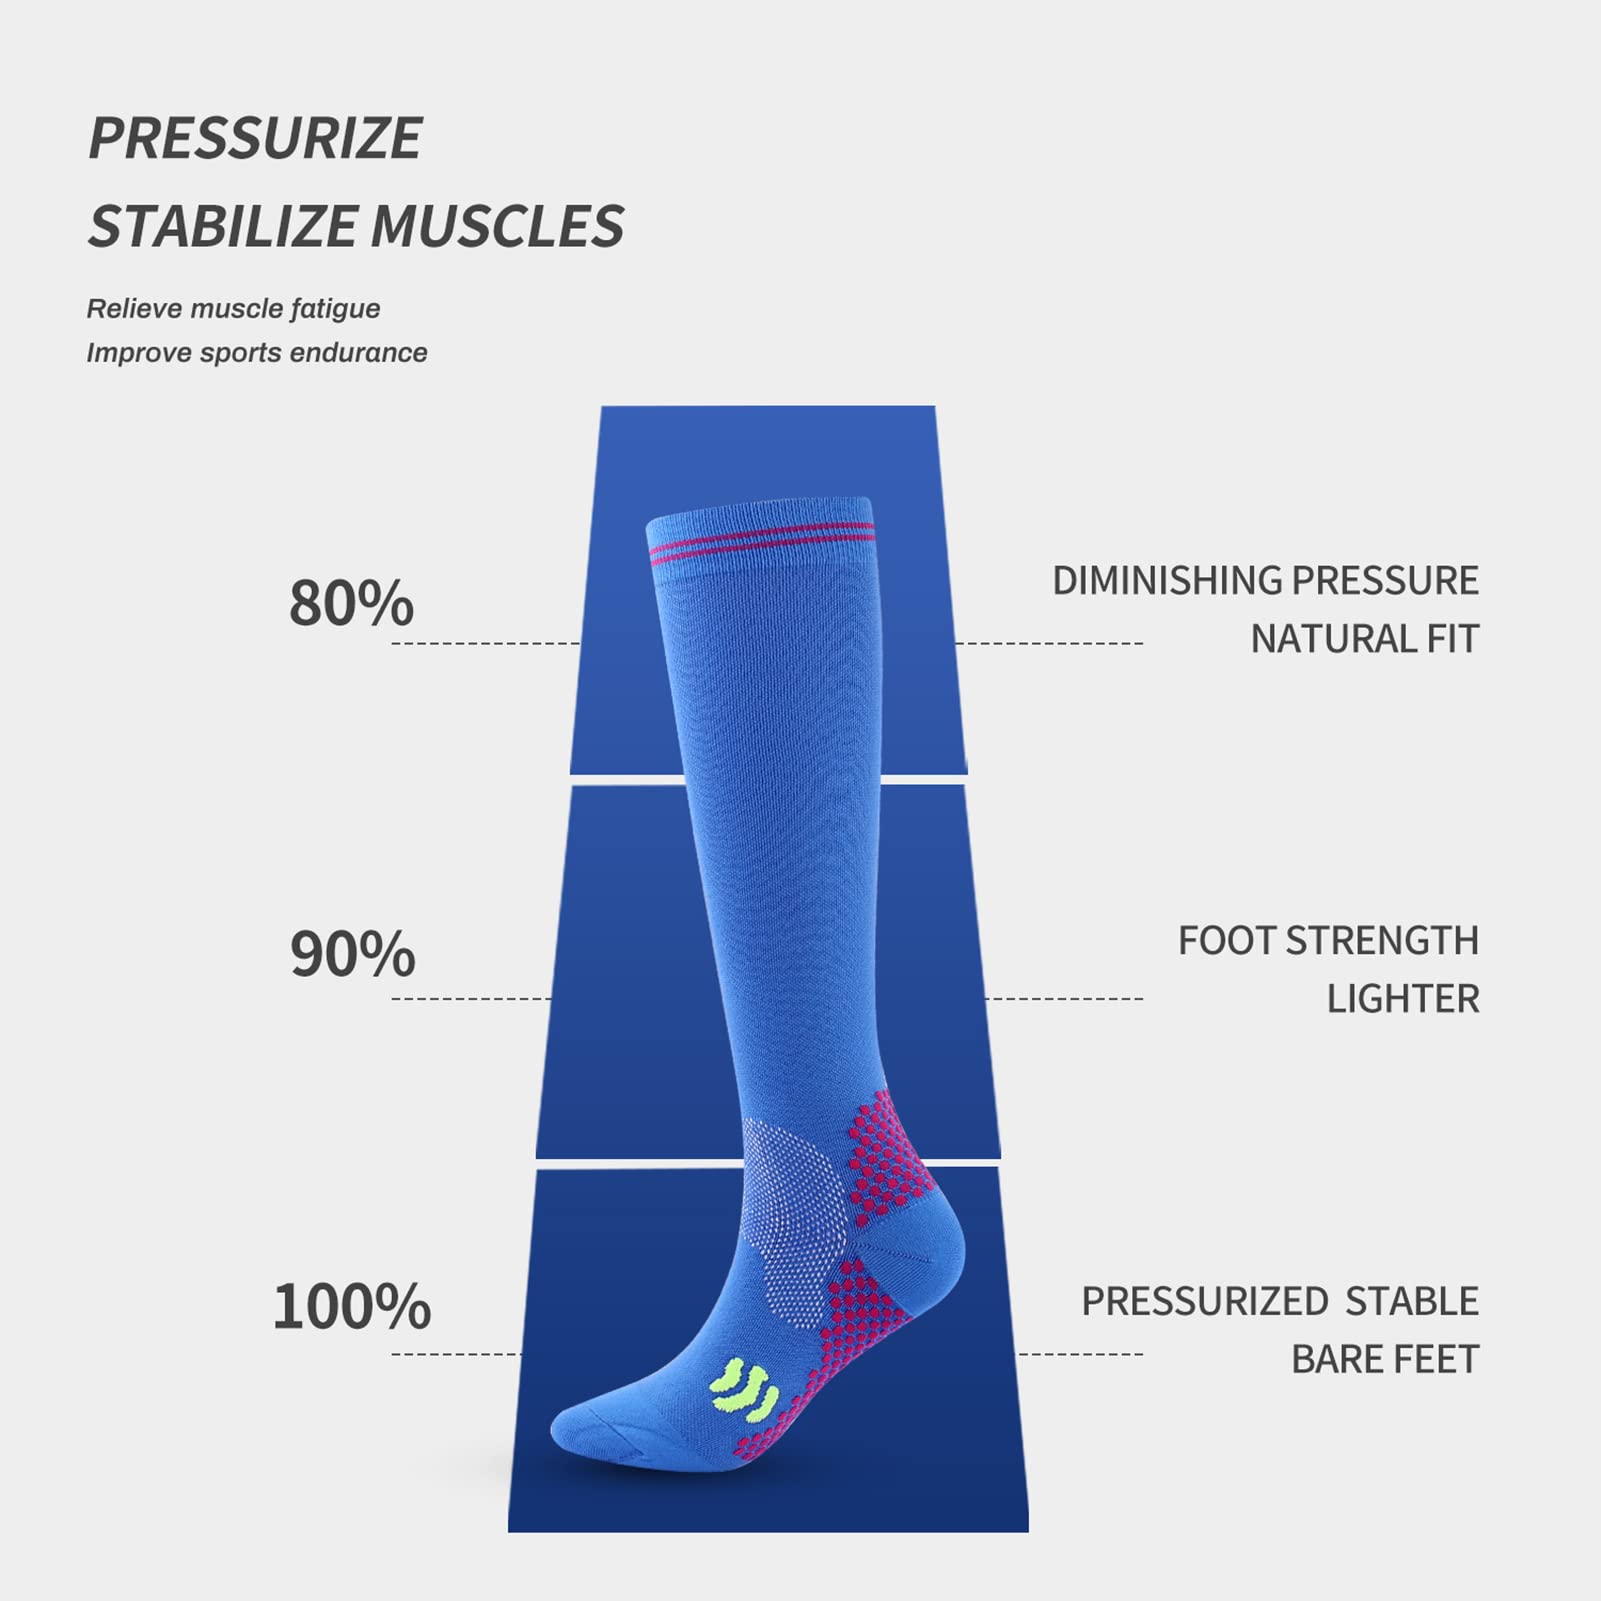 PRESSURIZE
STABILIZE MUSCLES
Relieve muscle fatigue
Improve sports endurance
80%
DIMINISHING PRESSURE
NATURAL FIT
90%
FOOT STRENGTH
LIGHTER
100%
PRESSURIZED STABLE
BARE FEET